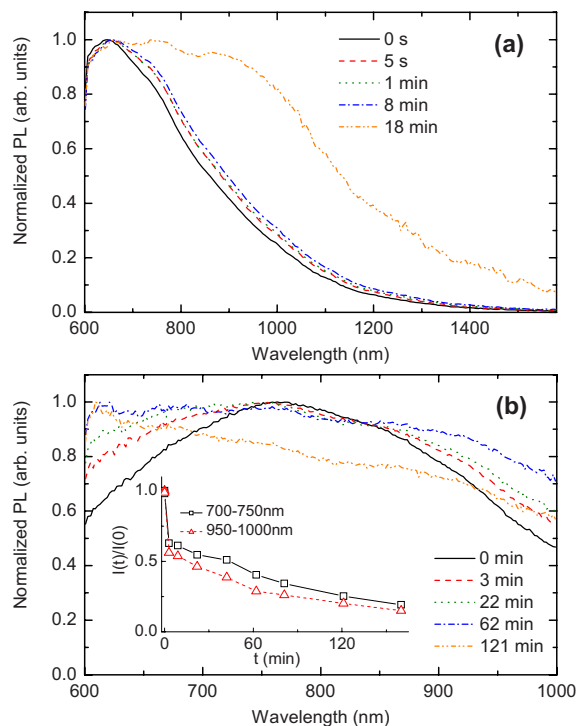 (a)
Normalized PL (arb. units)
1.0
0.8
0.6
0.4
0.2
0.0
0 s
5 s
1 min
8 min
18 min
600 800 1000 1200 1400
Wavelength (nm)
(b)
Normalized PL (arb. units)
1.0
0.8
0.6
0.4
0.2
0.0
I(t)/I(0)
1.0
0.5
0.0
700-750nm
950-1000nm
0 60 120
t (min)
0 min
3 min
22 min
62 min
121 min
600 700 800 900 1000
Wavelength (nm)